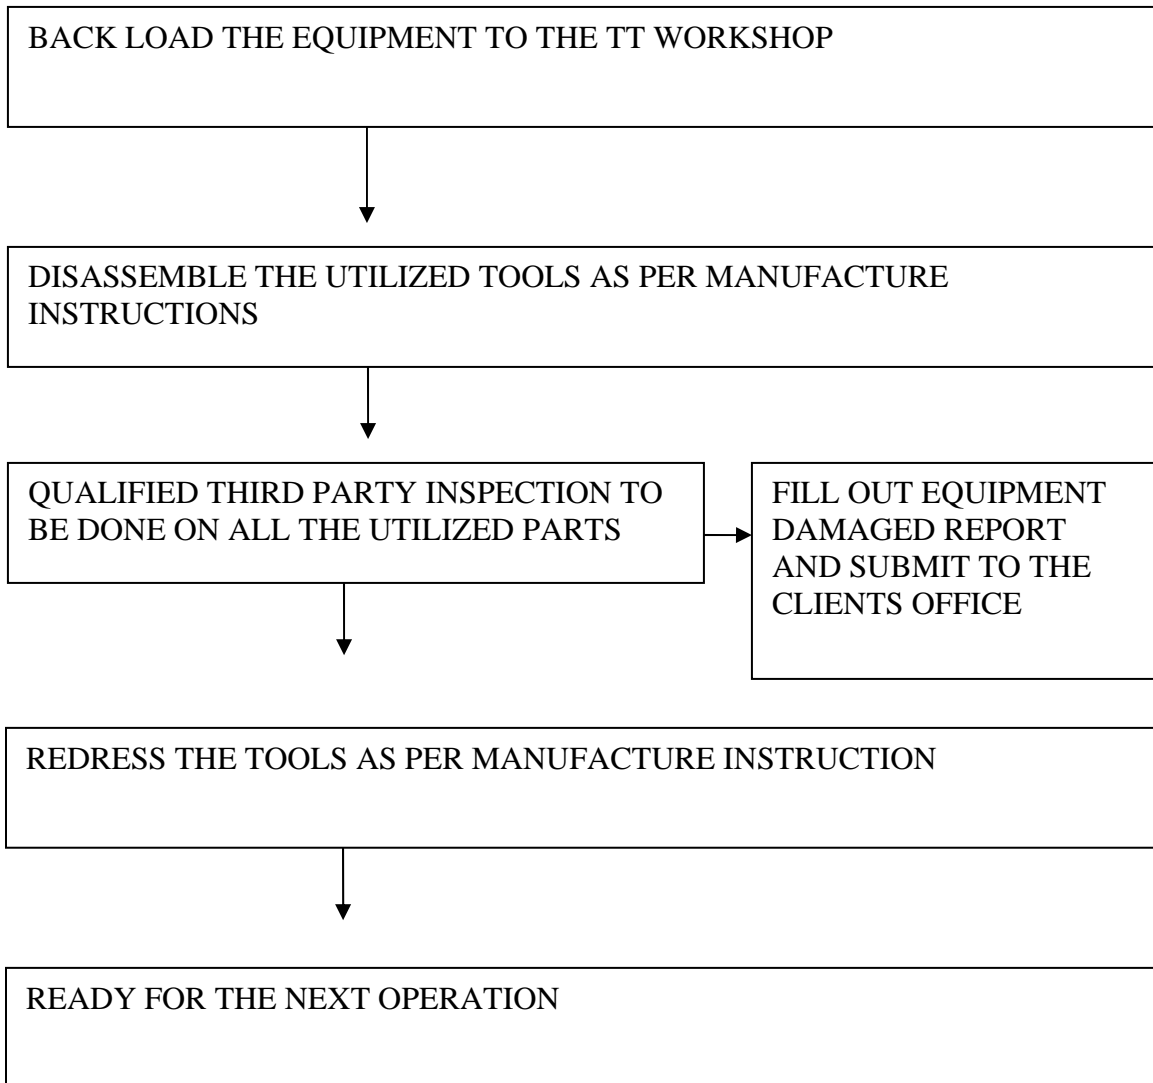 BACK LOAD THE EQUIPMENT TO THE TT WORKSHOP
DISASSEMBLE THE UTILIZED TOOLS AS PER MANUFACTURE
INSTRUCTIONS
QUALIFIED THIRD PARTY INSPECTION TO
BE DONE ON ALL THE UTILIZED PARTS
FILL OUT EQUIPMENT
DAMAGED REPORT
AND SUBMIT TO THE
CLIENTS OFFICE
REDRESS THE TOOLS AS PER MANUFACTURE INSTRUCTION
READY FOR THE NEXT OPERATION